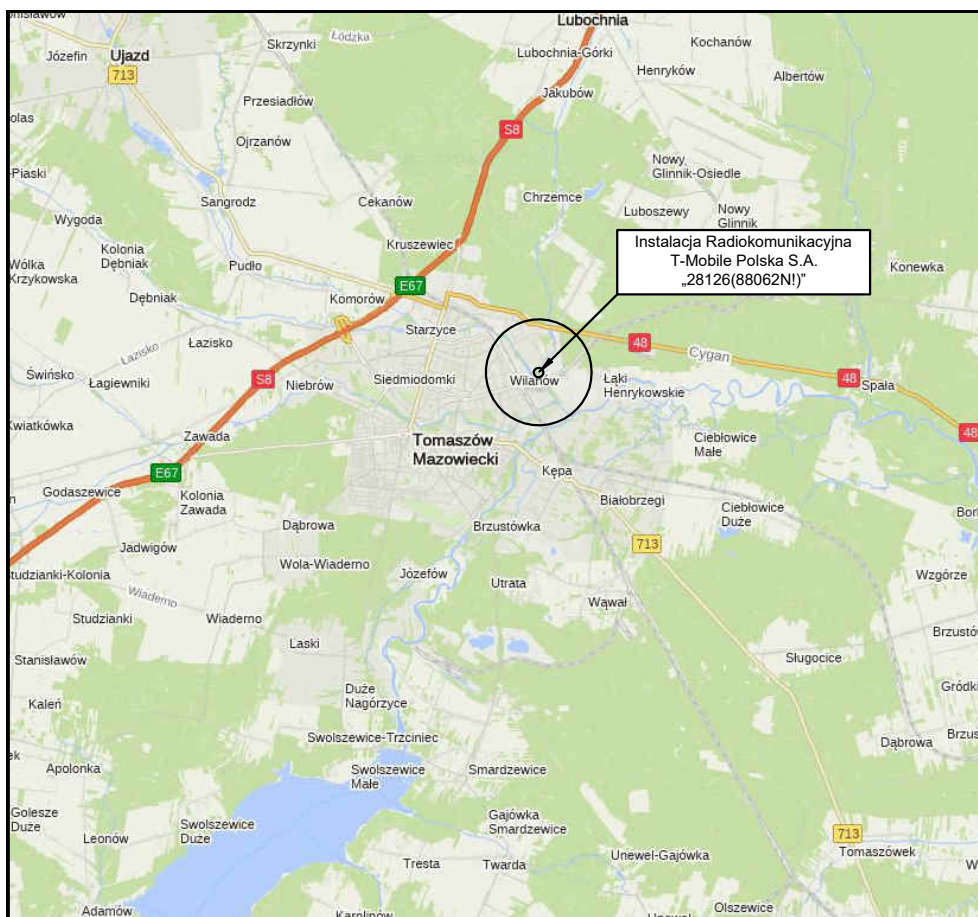 Lubochnia
Józefin
Ujazd
Skrzynki
Łódzka
Lubochnia-Górki
Kochanów
713
Henryków
Albertów
Przesiadłów
Jakubów
olas
S8
Ojrzanów
Nowy
Glinnik-Osiedle
-Piaski
Sangrodz
Cekanów
Chrzemce
Luboszewy
Nowy
Glinnik
Wygoda
Kolonia
Dębniak
Kruszewiec
Instalacja Radiokomunikacyjna
T-Mobile Polska S.A.
„28126(88062N!)”
Wólka
Krzykowska
Pudło
Konewka
E67
Dębniak
Komorów
Starzyce
Łazisko
Łazisko
48
Cygan
Świńsko
Łagiewniki
S8
Niebrów
Siedmiodomki
Wilanów
Łąki
Henrykowskie
48
Spała
Kwiatkówka
Zawada
Tomaszów
Mazowiecki
Ciebłowice
Małe
48
E67
Kępa
Godaszewice
Kolonia
Zawada
Białobrzegi
Ciebłowice
Duże
Dąbrowa
Brzustówka
Jadwigów
713
Studzianki-Kolonia
Wola-Wiaderno
Józefów
Utrata
Wzgórze
Wiaderno
Wąwał
Studzianki
Wiaderno
Laski
Sługocice
Stanisławów
Duże
Nagórzyce
Kaleń
Swolszewice-Trzciniec
Dąbrowa
Apolonka
Swolszewice
Małe
Smardzewice
Golesze
Duże
Swolszewice
Duże
Gajówka
Smardzewice
Leonów
713
Tresta
Twarda
Unewel-Gajówka
Tomaszówek
Adamów
Karolinów
Olszewice